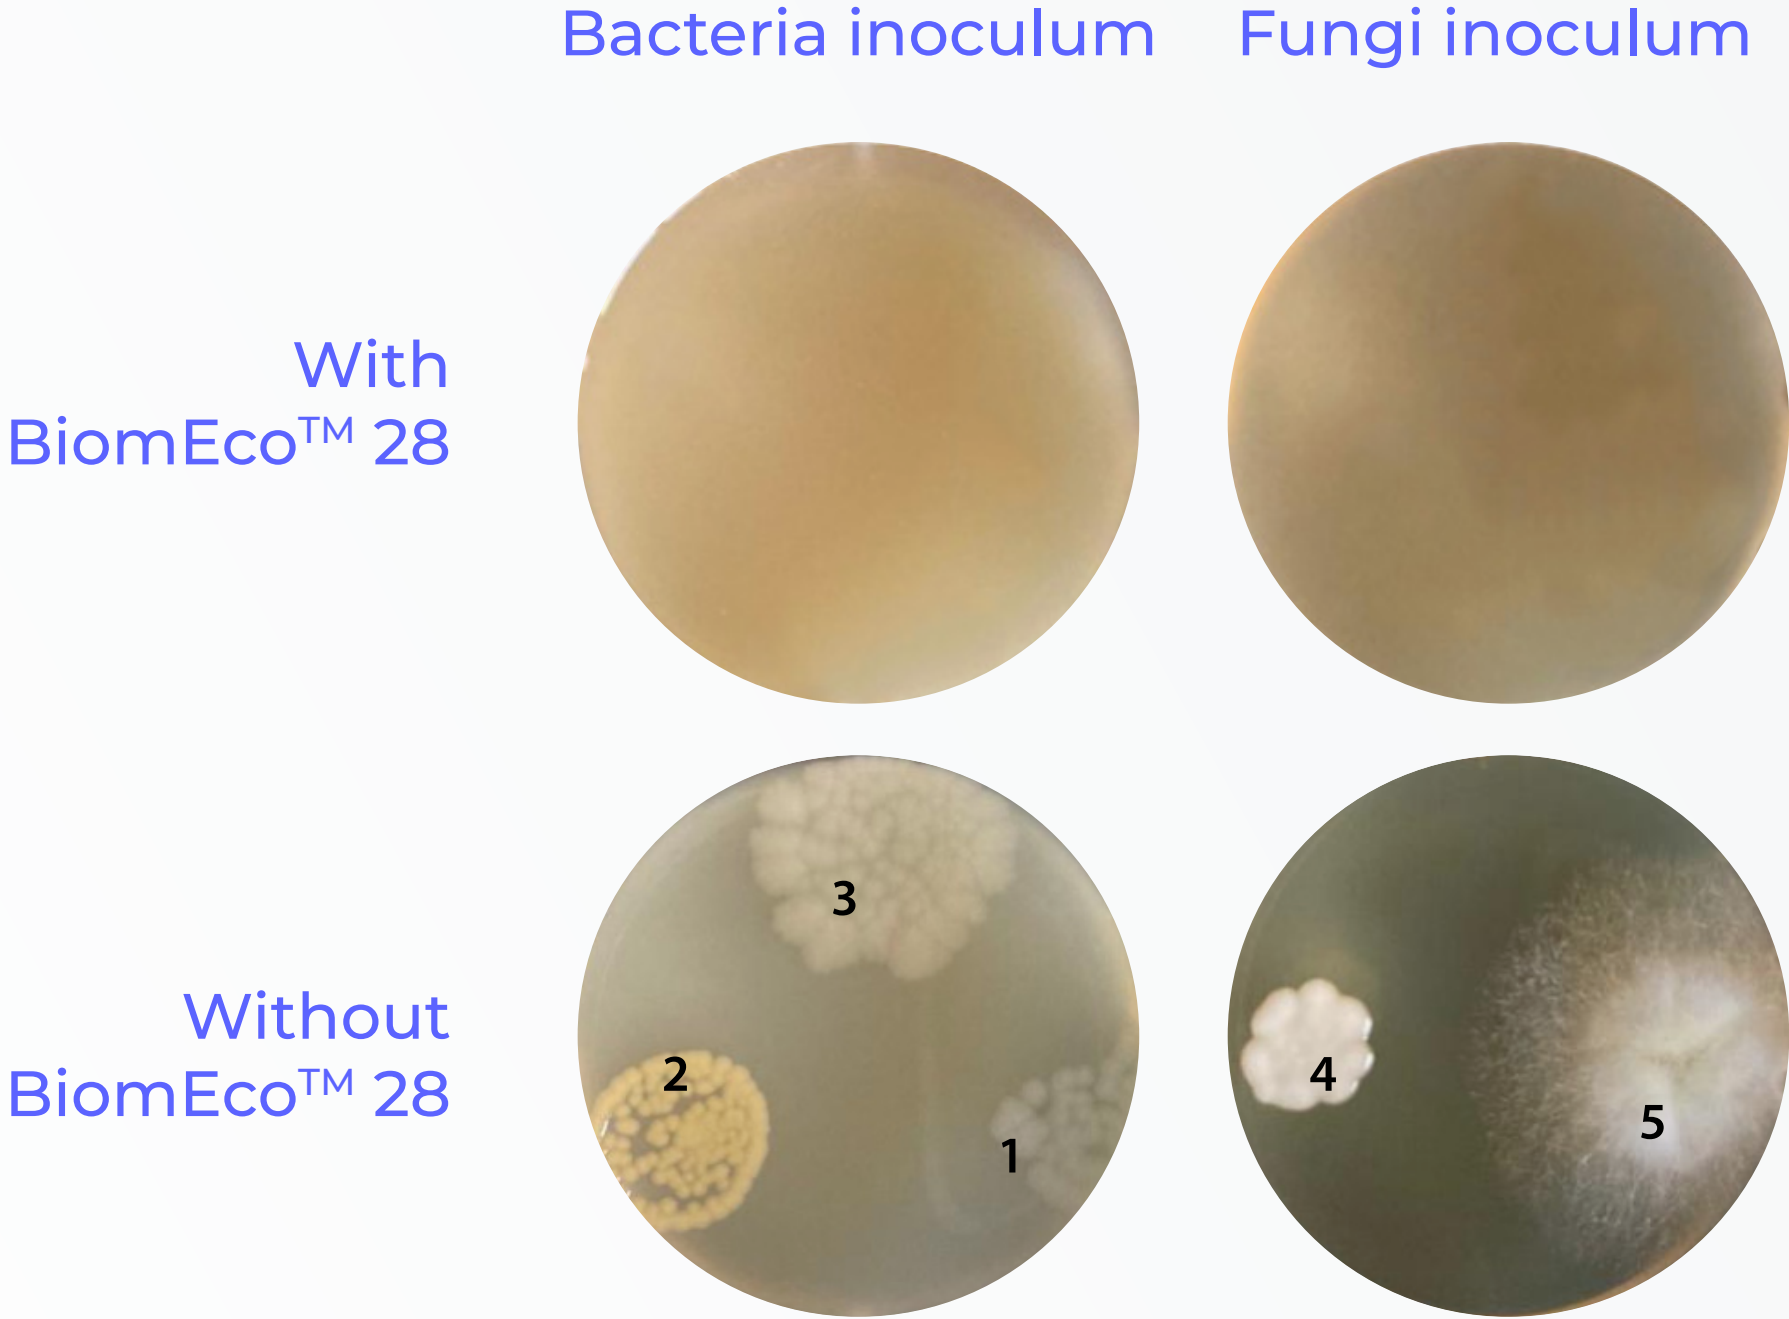 Bacteria inoculum
Fungi inoculum
With
BiomEco™ 28
Without
BiomEco™ 28
3
2
1
4
5